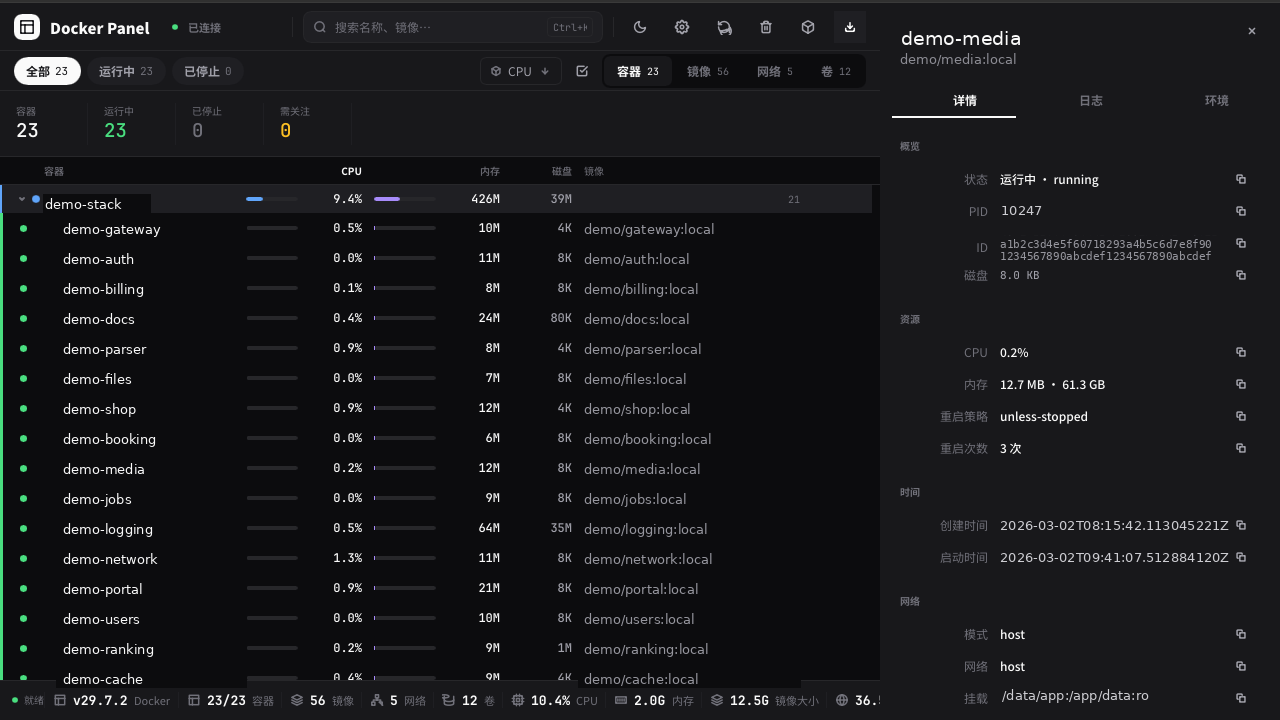 Docker Panel 已连接 搜索名称、镜像… Ctrl+K
全部 23 运行中 23 已停止 0 CPU ↓ 容器 23 镜像 56 网络 5 卷 12
容器 运行中 已停止 需关注
23 23 0 0
容器 CPU 内存 磁盘 镜像
demo-stack 9.4% 426M 39M 21
demo-gateway 0.5% 10M 4K demo/gateway:local
demo-auth 0.0% 11M 8K demo/auth:local
demo-billing 0.1% 8M 8K demo/billing:local
demo-docs 0.4% 24M 80K demo/docs:local
demo-parser 0.9% 8M 4K demo/parser:local
demo-files 0.0% 7M 8K demo/files:local
demo-shop 0.9% 12M 4K demo/shop:local
demo-booking 0.0% 6M 8K demo/booking:local
demo-media 0.2% 12M 8K demo/media:local
demo-jobs 0.0% 9M 8K demo/jobs:local
demo-logging 0.5% 64M 35M demo/logging:local
demo-network 1.3% 11M 8K demo/network:local
demo-portal 0.9% 21M 8K demo/portal:local
demo-users 0.0% 10M 8K demo/users:local
demo-ranking 0.2% 9M 1M demo/ranking:local
demo-cache 0.4% 9M 4K demo/cache:local
就绪 v29.7.2 Docker 23/23 容器 56 镜像 5 网络 12 卷 10.4% CPU 2.0G 内存 12.5G 镜像大小
demo-media ×
demo/media:local
详情 日志 环境
概览
状态 运行中 · running
PID 10247
ID a1b2c3d4e5f60718293a4b5c6d7e8f90
1234567890abcdef1234567890abcdef
磁盘 8.0 KB
资源
CPU 0.2%
内存 12.7 MB · 61.3 GB
重启策略 unless-stopped
重启次数 3 次
时间
创建时间 2026-03-02T08:15:42.113045221Z
启动时间 2026-03-02T09:41:07.512884120Z
网络
模式 host
网络 host
挂载 /data/app:/app/data:ro